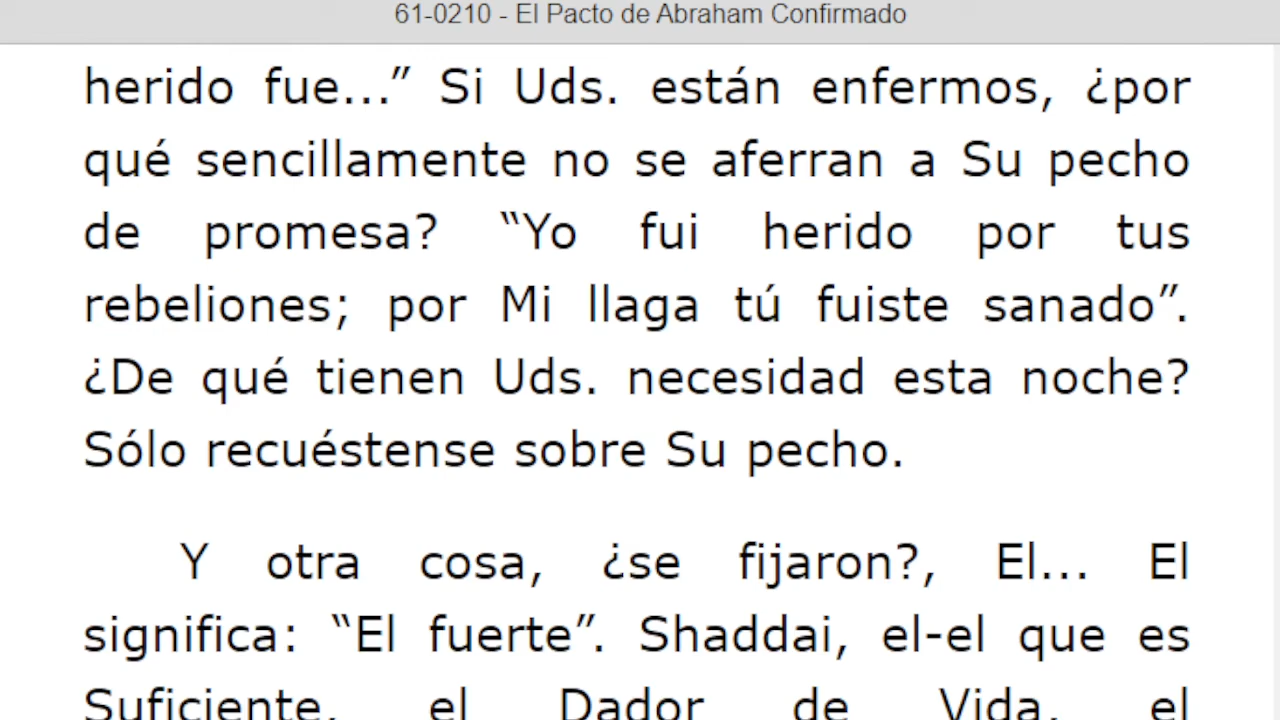 61-0210 - El Pacto de Abraham Confirmado
herido fue...” Si Uds. están enfermos, ¿por
qué sencillamente no se aferran a Su pecho
de promesa? “Yo fui herido por tus
rebeliones; por Mi llaga tú fuiste sanado”.
¿De qué tienen Uds. necesidad esta noche?
Sólo recuéstense sobre Su pecho.
Y otra cosa, ¿se fijaron?, El... El
significa: “El fuerte”. Shaddai, el-el que es
Suficiente, el Dador de Vida, el